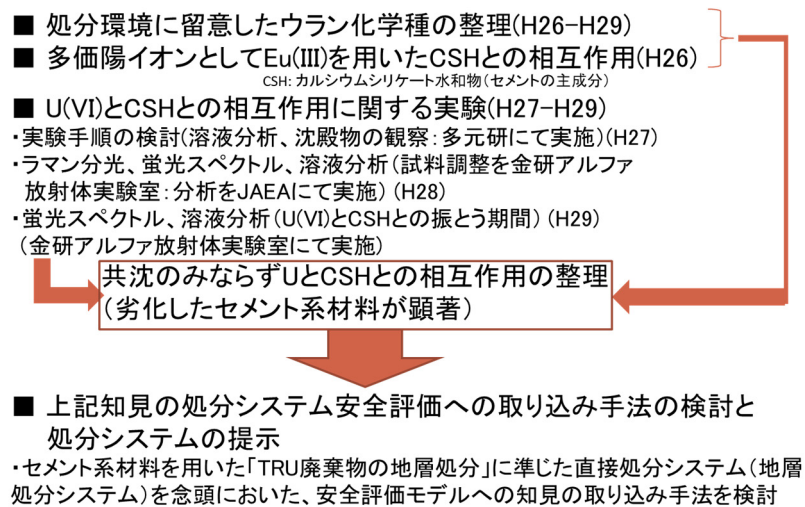 ■ 処分環境に留意したウラン化学種の整理(H26-H29)
■ 多価陽イオンとしてEu(III)を用いたCSHとの相互作用(H26)
CSH: カルシウムシリケート水和物(セメントの主成分)
■ U(VI)とCSHとの相互作用に関する実験(H27-H29)
・実験手順の検討(溶液分析、沈殿物の観察：多元研にて実施)(H27)
・ラマン分光、蛍光スペクトル、溶液分析(試料調整を金研アルファ
放射体実験室：分析をJAEAにて実施) (H28)
・蛍光スペクトル、溶液分析(U(VI)とCSHとの振とう期間) (H29)
(金研アルファ放射体実験室にて実施)
共沈のみならずUとCSHとの相互作用の整理
(劣化したセメント系材料が顕著)
■ 上記知見の処分システム安全評価への取り込み手法の検討と
処分システムの提示
・セメント系材料を用いた「TRU廃棄物の地層処分」に準じた直接処分システム(地層
処分システム)を念頭においた、安全評価モデルへの知見の取り込み手法を検討